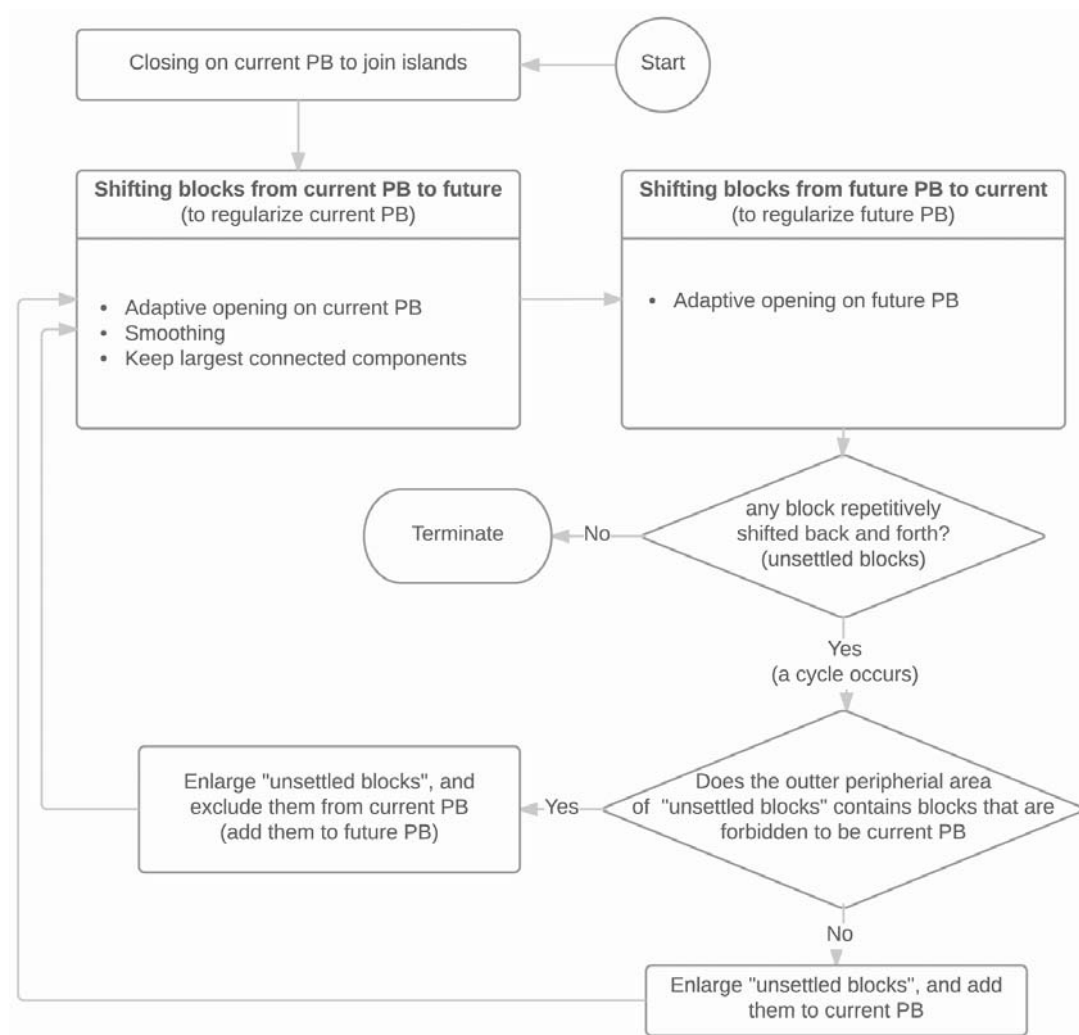 Start
Closing on current PB to join islands
Shifting blocks from current PB to future
(to regularize current PB)
• Adaptive opening on current PB
• Smoothing
• Keep largest connected components
Shifting blocks from future PB to current
(to regularize future PB)
• Adaptive opening on future PB
any block repetitively
shifted back and forth?
(unsettled blocks)
No
Terminate
Yes
(a cycle occurs)
Does the outter peripherial area
of "unsettled blocks" contains blocks that are
forbidden to be current PB
Yes
Enlarge "unsettled blocks", and
exclude them from current PB
(add them to future PB)
No
Enlarge "unsettled blocks", and add
them to current PB